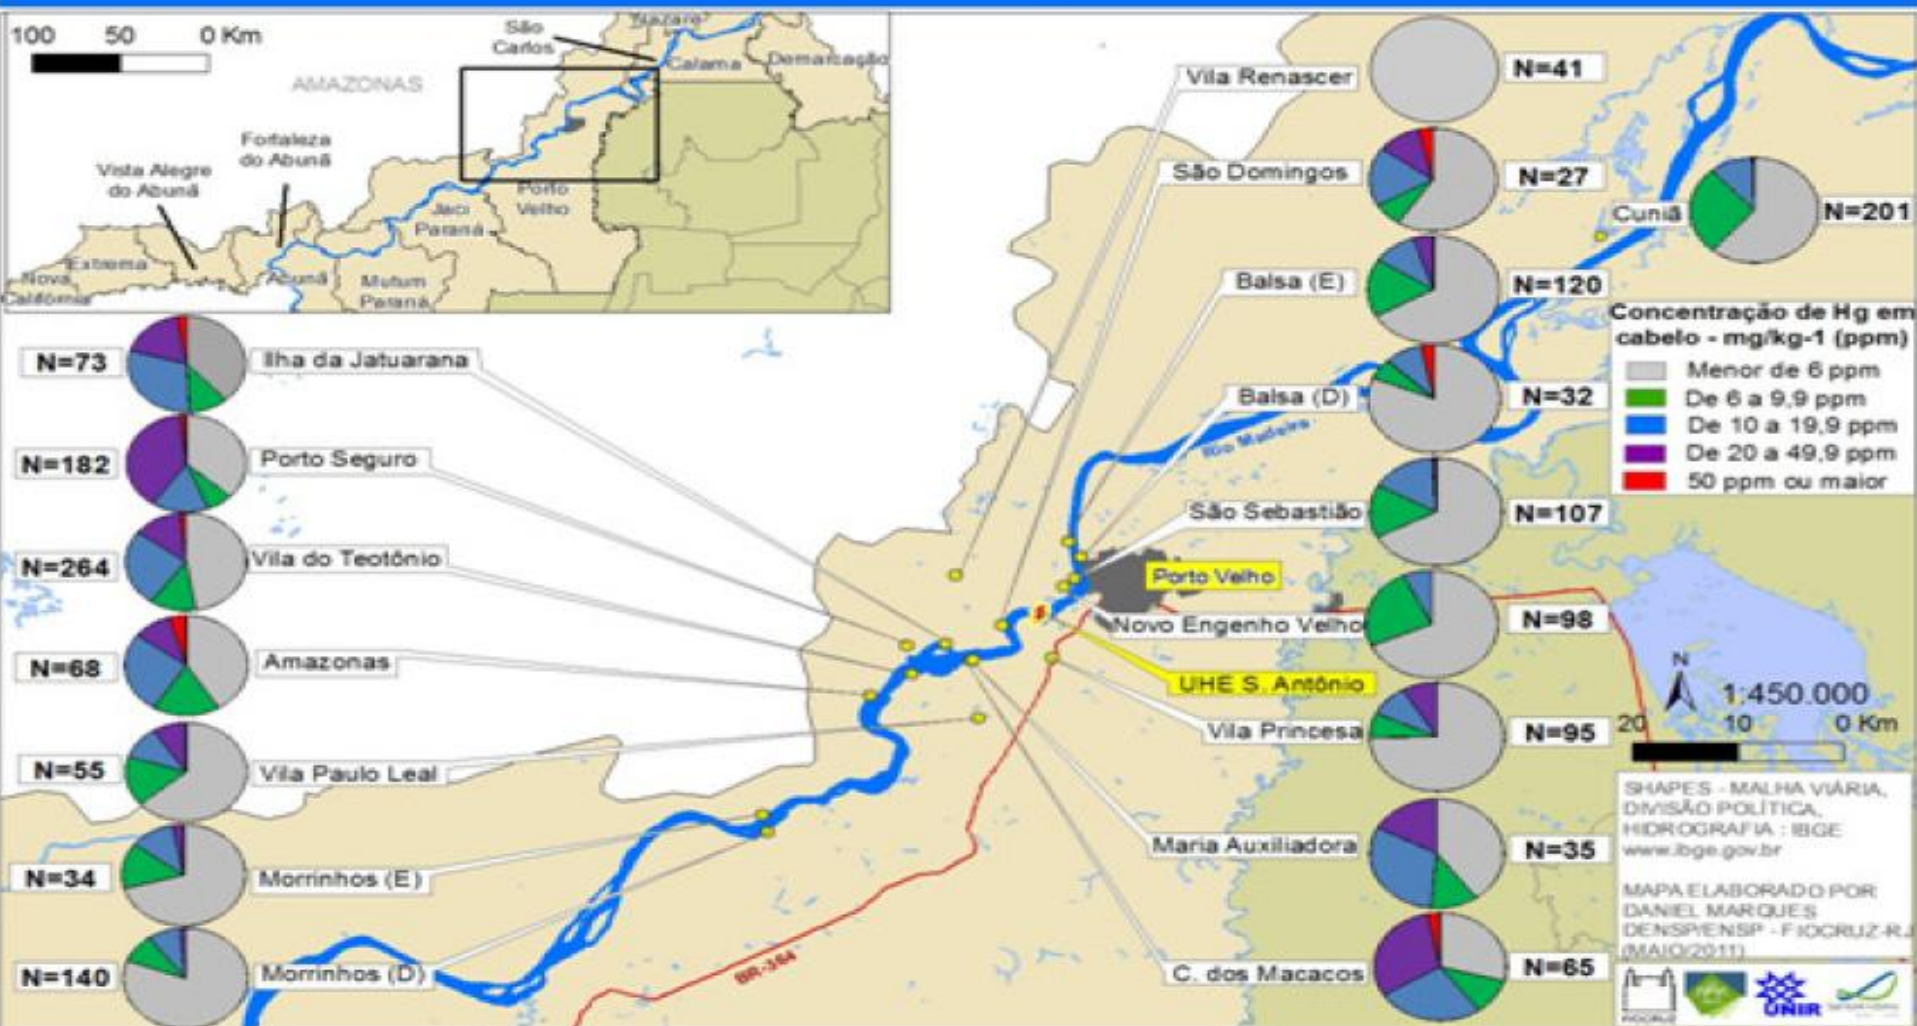 100 50 0 Km
AMAZONAS
São
Carlos
Nazaré
Calama
Demarcação
Fortaleza
do Abunã
Vista Alegre
do Abunã
Porto
Velho
Jaci
Paraná
Extrema
Nova
Califórnia
Abunã
Mutum
Paraná
N=73
Ilha da Jatuarana
N=182
Porto Seguro
N=264
Vila do Teotônio
N=68
Amazonas
N=55
Vila Paulo Leal
N=34
Morrinhos (E)
N=140
Morrinhos (D)
Vila Renascer
N=41
São Domingos
N=27
Balsa (E)
N=120
Balsa (D)
N=32
Rio Madeira
São Sebastião
N=107
Porto Velho
Novo Engenho Velho
N=98
UHE S. Antônio
Vila Princesa
N=95
Maria Auxiliadora
N=35
C. dos Macacos
N=65
BR-364
Cuniã
N=201
Concentração de Hg em
cabelo - mg/kg-1 (ppm)
Menor de 6 ppm
De 6 a 9,9 ppm
De 10 a 19,9 ppm
De 20 a 49,9 ppm
50 ppm ou maior
N
1:450.000
20 10 0 Km
SHAPES - MALHA VIÁRIA,
DIVISÃO POLÍTICA,
HIDROGRAFIA : IBGE
www.ibge.gov.br
MAPA ELABORADO POR
DANIEL MARQUES
DENSP/ENSP - FIOCRUZ-RJ
(MAIO/2011)
FIOCRUZ
UNIR